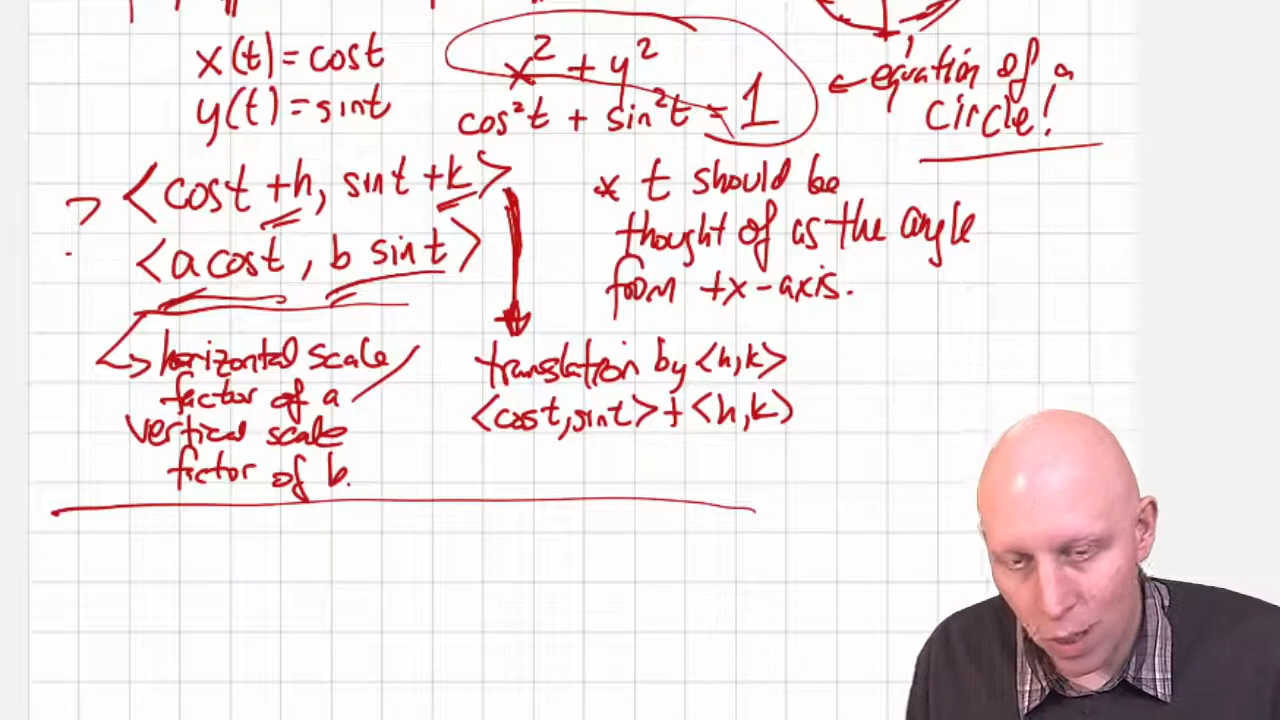 x(t)=cost
y(t)=sint
x² + y²
cos²t + sin²t = 1
← equation of a
circle!
? <cost +h, sint +k>
<a cost, b sint>
* t should be
thought of as the angle
from +x-axis.
↳ horizontal scale
factor of a
vertical scale
factor of b.
translation by <h,k>
<cost,sint>+<h,k>